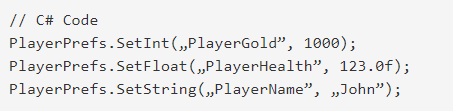 // C# Code
PlayerPrefs.SetInt(„PlayerGold”, 1000);
PlayerPrefs.SetFloat(„PlayerHealth”, 123.0f);
PlayerPrefs.SetString(„PlayerName”, „John”);